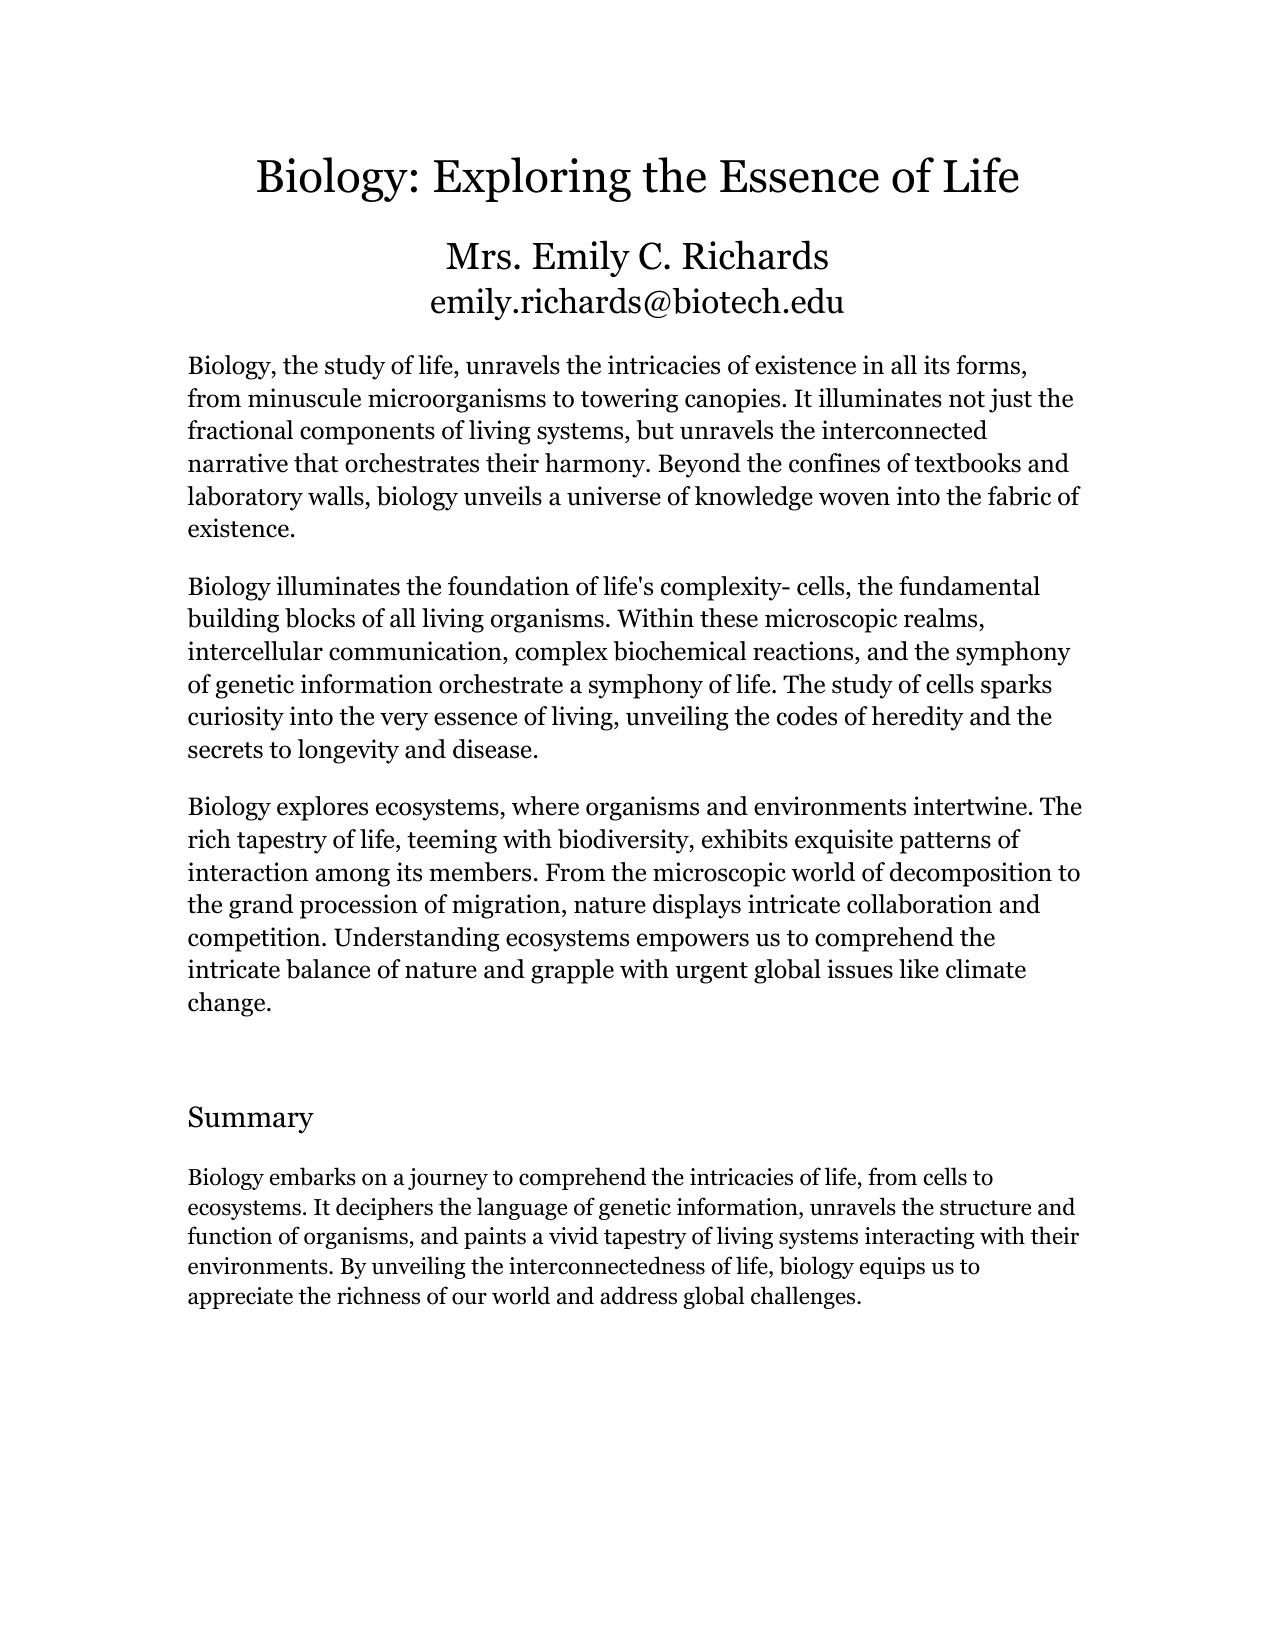 Biology: Exploring the Essence of Life
Mrs. Emily C. Richards
emily.richards@biotech.edu
Biology, the study of life, unravels the intricacies of existence in all its forms,
from minuscule microorganisms to towering canopies. It illuminates not just the
fractional components of living systems, but unravels the interconnected
narrative that orchestrates their harmony. Beyond the confines of textbooks and
laboratory walls, biology unveils a universe of knowledge woven into the fabric of
existence.
Biology illuminates the foundation of life's complexity- cells, the fundamental
building blocks of all living organisms. Within these microscopic realms,
intercellular communication, complex biochemical reactions, and the symphony
of genetic information orchestrate a symphony of life. The study of cells sparks
curiosity into the very essence of living, unveiling the codes of heredity and the
secrets to longevity and disease.
Biology explores ecosystems, where organisms and environments intertwine. The
rich tapestry of life, teeming with biodiversity, exhibits exquisite patterns of
interaction among its members. From the microscopic world of decomposition to
the grand procession of migration, nature displays intricate collaboration and
competition. Understanding ecosystems empowers us to comprehend the
intricate balance of nature and grapple with urgent global issues like climate
change.
Summary
Biology embarks on a journey to comprehend the intricacies of life, from cells to
ecosystems. It deciphers the language of genetic information, unravels the structure and
function of organisms, and paints a vivid tapestry of living systems interacting with their
environments. By unveiling the interconnectedness of life, biology equips us to
appreciate the richness of our world and address global challenges.